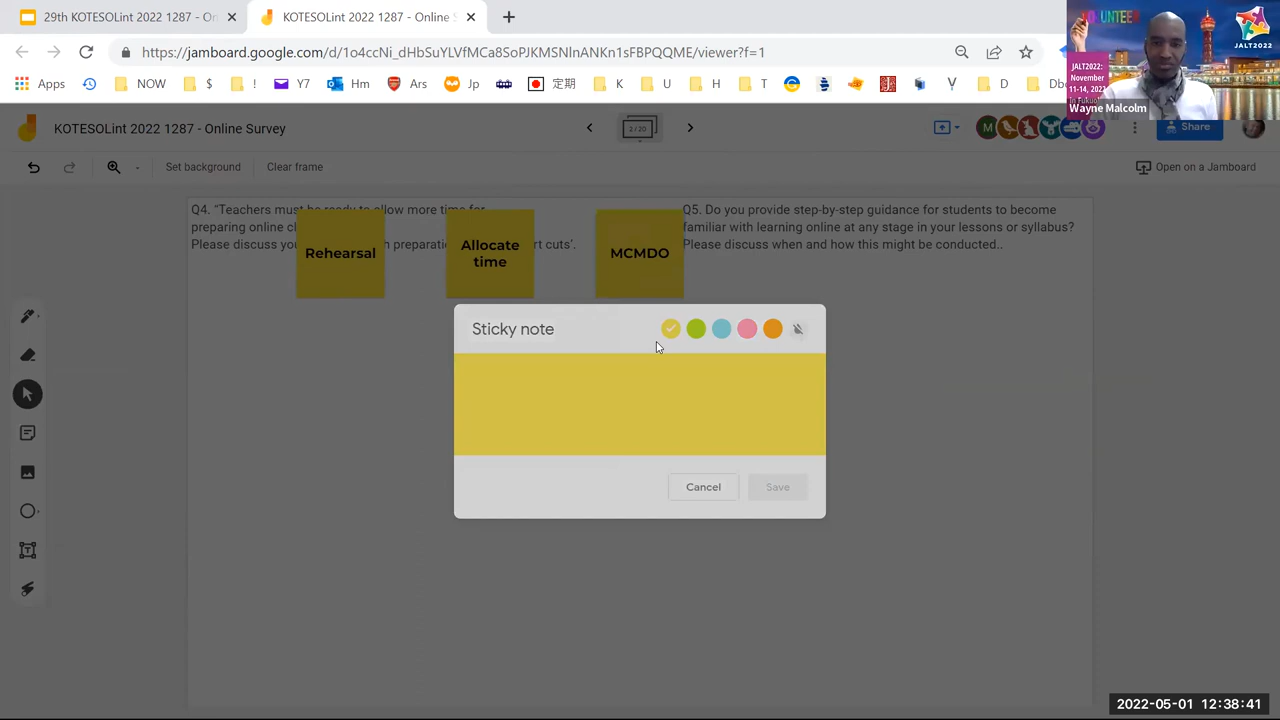 29th KOTESOLint 2022 1287 - On
KOTESOLint 2022 1287 - Online S
https://jamboard.google.com/d/1o4ccNi_dHbSuYLVfMCa8SoPJKMSNlnANKn1sFBPQQME/viewer?f=1
Apps
NOW
S
!
Y7
Hm
Ars
Jp
定期
K
U
H
T
V
D
VOLUNTEER
JALT2022
JALT2022:
November
11-14, 2022
Wayne Malcolm
KOTESOLint 2022 1287 - Online Survey
2/20
M
Share
Set background
Clear frame
Open on a Jamboard
Q4. “Teachers must be ready to allow more time for
preparing online cl
Please discuss you
h preparati
rt cuts’.
Rehearsal
Allocate
time
MCMDO
Q5. Do you provide step-by-step guidance for students to become
familiar with learning online at any stage in your lessons or syllabus?
Please discuss when and how this might be conducted..
Sticky note
Cancel
Save
2022-05-01 12:38:41